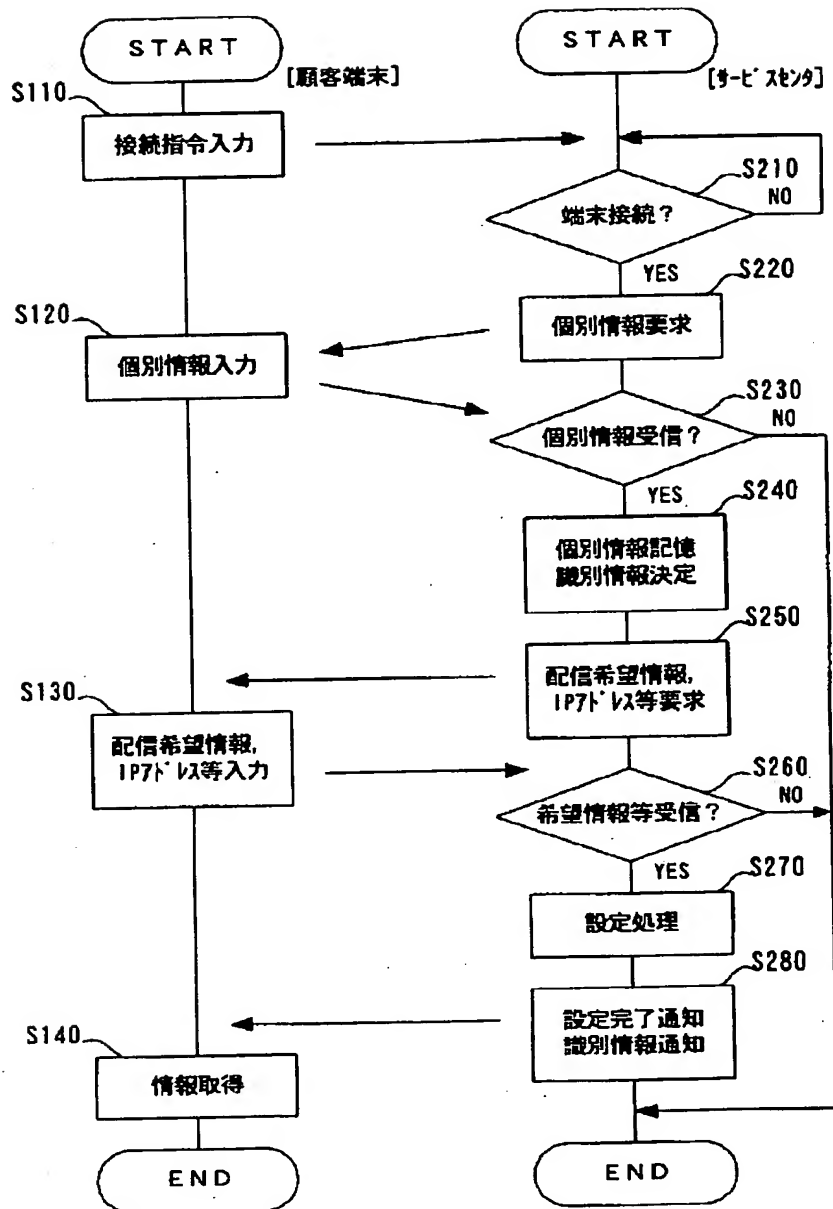 START
START
[顧客端末]
[サービスセンタ]
S110
接続指令入力
S210
NO
端末接続?
YES
S220
S120
個別情報要求
個別情報入力
S230
NO
個別情報受信?
YES
S240
個別情報記憶
識別情報決定
S250
配信希望情報,
IPアドレス等要求
S130
配信希望情報,
IPアドレス等入力
S260
NO
希望情報等受信?
YES
S270
設定処理
S280
設定完了通知
識別情報通知
S140
情報取得
END
END